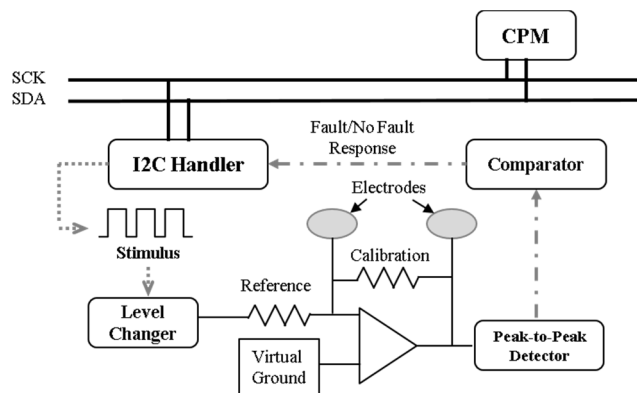 CPM
SCK
SDA
Fault/No Fault
Response
I2C Handler
Comparator
Electrodes
Stimulus
Calibration
Reference
Level
Changer
Virtual
Ground
Peak-to-Peak
Detector